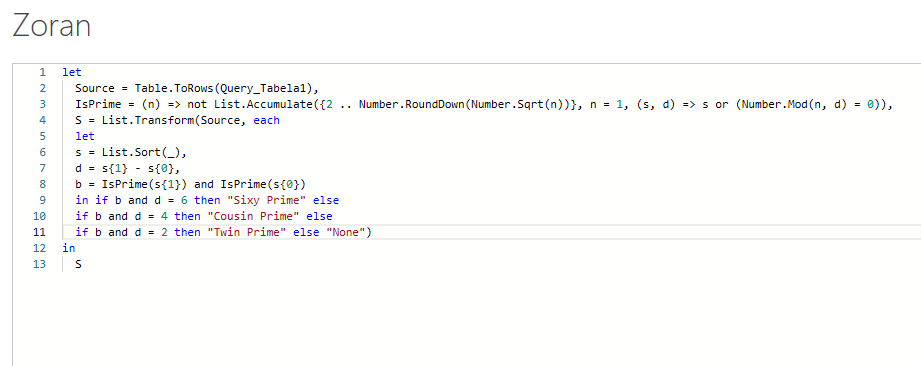 Zoran
1 let
2 Source = Table.ToRows(Query_Tabela1),
3 IsPrime = (n) => not List.Accumulate({2 .. Number.RoundDown(Number.Sqrt(n))}, n = 1, (s, d) => s or (Number.Mod(n, d) = 0)),
4 S = List.Transform(Source, each
5 let
6 s = List.Sort(_),
7 d = s{1} - s{0},
8 b = IsPrime(s{1}) and IsPrime(s{0})
9 in if b and d = 6 then "Sixy Prime" else
10 if b and d = 4 then "Cousin Prime" else
11 if b and d = 2 then "Twin Prime" else "None")
12 in
13 S